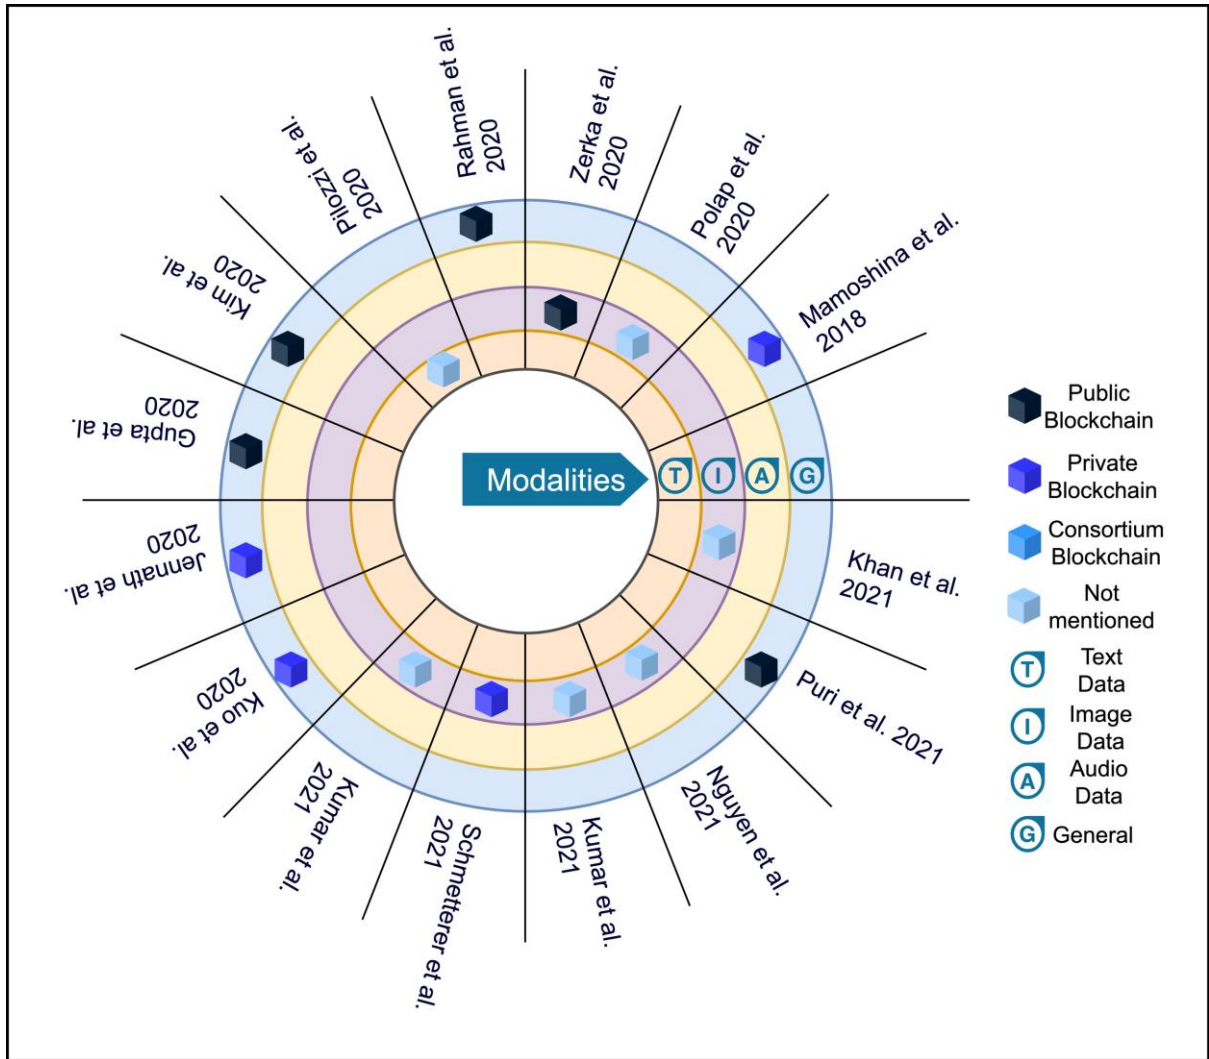 Rahman et al.
2020
Zerka et al.
2020
Polap et al.
2020
Mamoshina et al.
2018
Khan et al.
2021
Puri et al. 2021
Nguyen et al.
2021
Kumar et al.
2021
Schmetterer et al.
2021
Kumar et al.
2021
Kuo et al.
2020
Jennath et al.
2020
Gupta et al.
2020
Kim et al.
2020
Pilozzi et al.
2020
Modalities
T
I
A
G
Public
Blockchain
Private
Blockchain
Consortium
Blockchain
Not
mentioned
T
Text
Data
I
Image
Data
A
Audio
Data
G
General